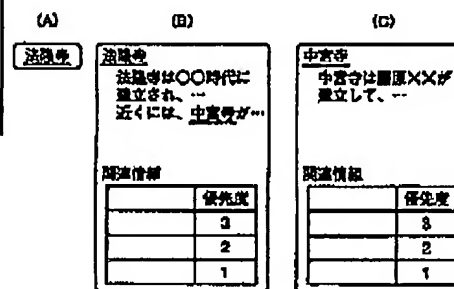 (A)
(B)
(C)
法隆寺
法隆寺
法隆寺は〇〇時代に
建立され、…
近くには、中宮寺が…
関連情報
優先度
3
2
1
中宮寺
中宮寺は藤原××が
建立して、…
関連情報
優先度
3
2
1